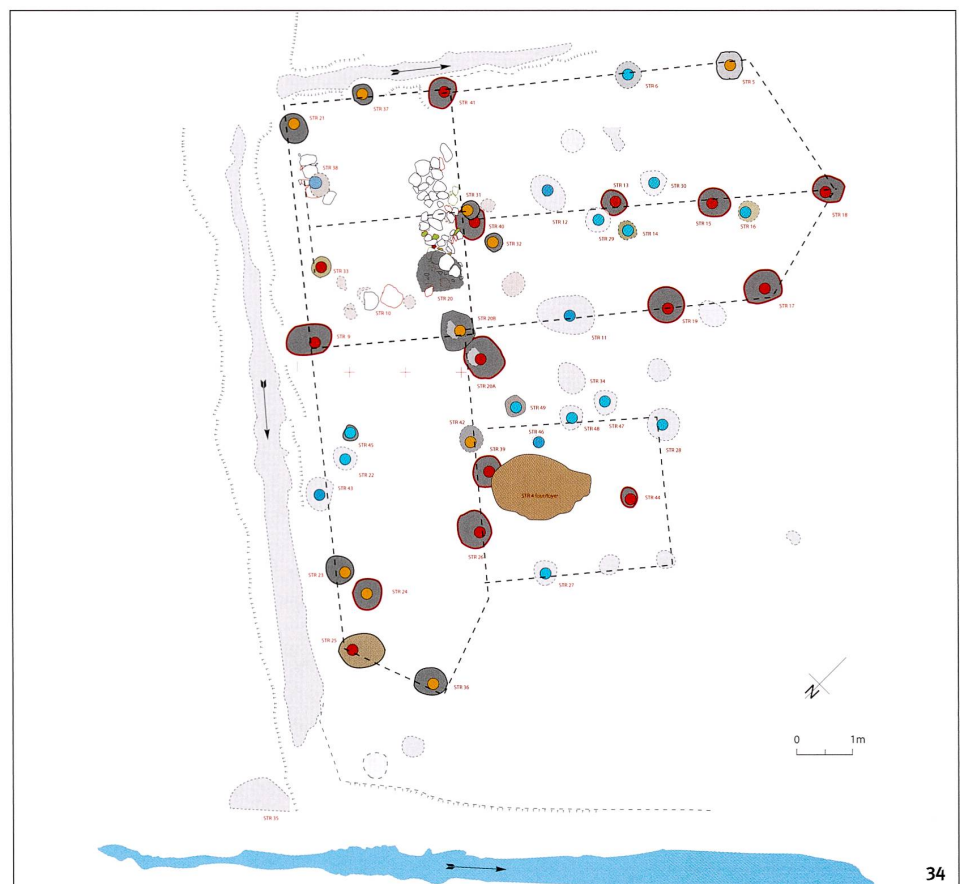 STR 6
STR 5
STR 37
STR 41
STR 21
STR 38
STR 31
STR 40
STR 32
STR 12
STR 13
STR 30
STR 29
STR 14
STR 15
STR 16
STR 18
STR 33
STR 20
STR 10
STR 17
STR 19
STR 11
STR 9
STR 20B
STR 20A
STR 34
STR 49
STR 48
STR 47
STR 28
STR 42
STR 46
STR 45
STR 39
STR 22
STR 43
STR 4 four/foyer
STR 44
STR 26
STR 23
STR 24
STR 27
STR 25
STR 36
N
0 1m
STR 35
34